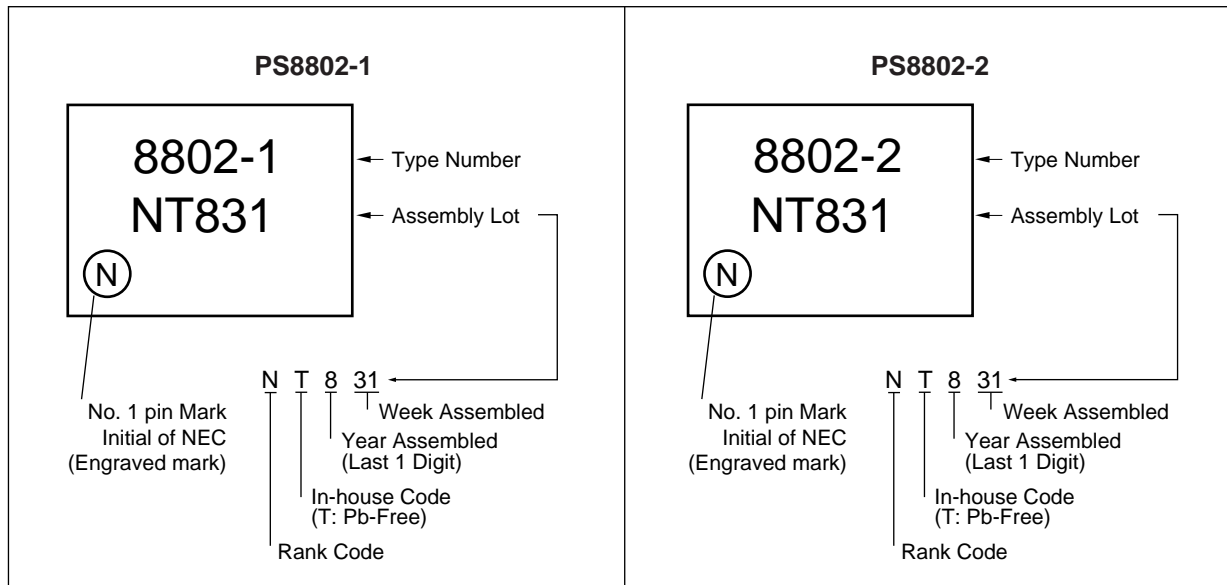 PS8802-1
8802-1
NT831
N
Type Number
Assembly Lot
N T 8 31
No. 1 pin Mark
Initial of NEC
(Engraved mark)
Week Assembled
Year Assembled
(Last 1 Digit)
In-house Code
(T: Pb-Free)
Rank Code
PS8802-2
8802-2
NT831
N
Type Number
Assembly Lot
N T 8 31
No. 1 pin Mark
Initial of NEC
(Engraved mark)
Week Assembled
Year Assembled
(Last 1 Digit)
In-house Code
(T: Pb-Free)
Rank Code